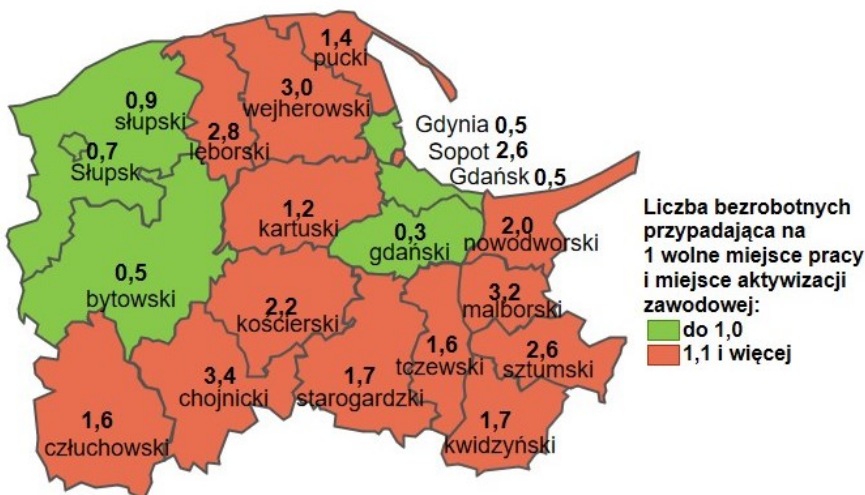 1,4
pucki
3,0
wejherowski
0,9
słupski
2,8
lęborski
0,7
Słupsk
Gdynia 0,5
Sopot 2,6
Gdańsk 0,5
1,2
kartuski
0,3
gdański
2,0
nowodworski
0,5
bytowski
2,2
kościerski
3,2
malborski
1,6
tczewski
2,6
sztumski
3,4
chojnicki
1,7
starogardzki
1,6
człuchowski
1,7
kwidzyński
Liczba bezrobotnych
przypadająca na
1 wolne miejsce pracy
i miejsce aktywizacji
zawodowej:
do 1,0
1,1 i więcej